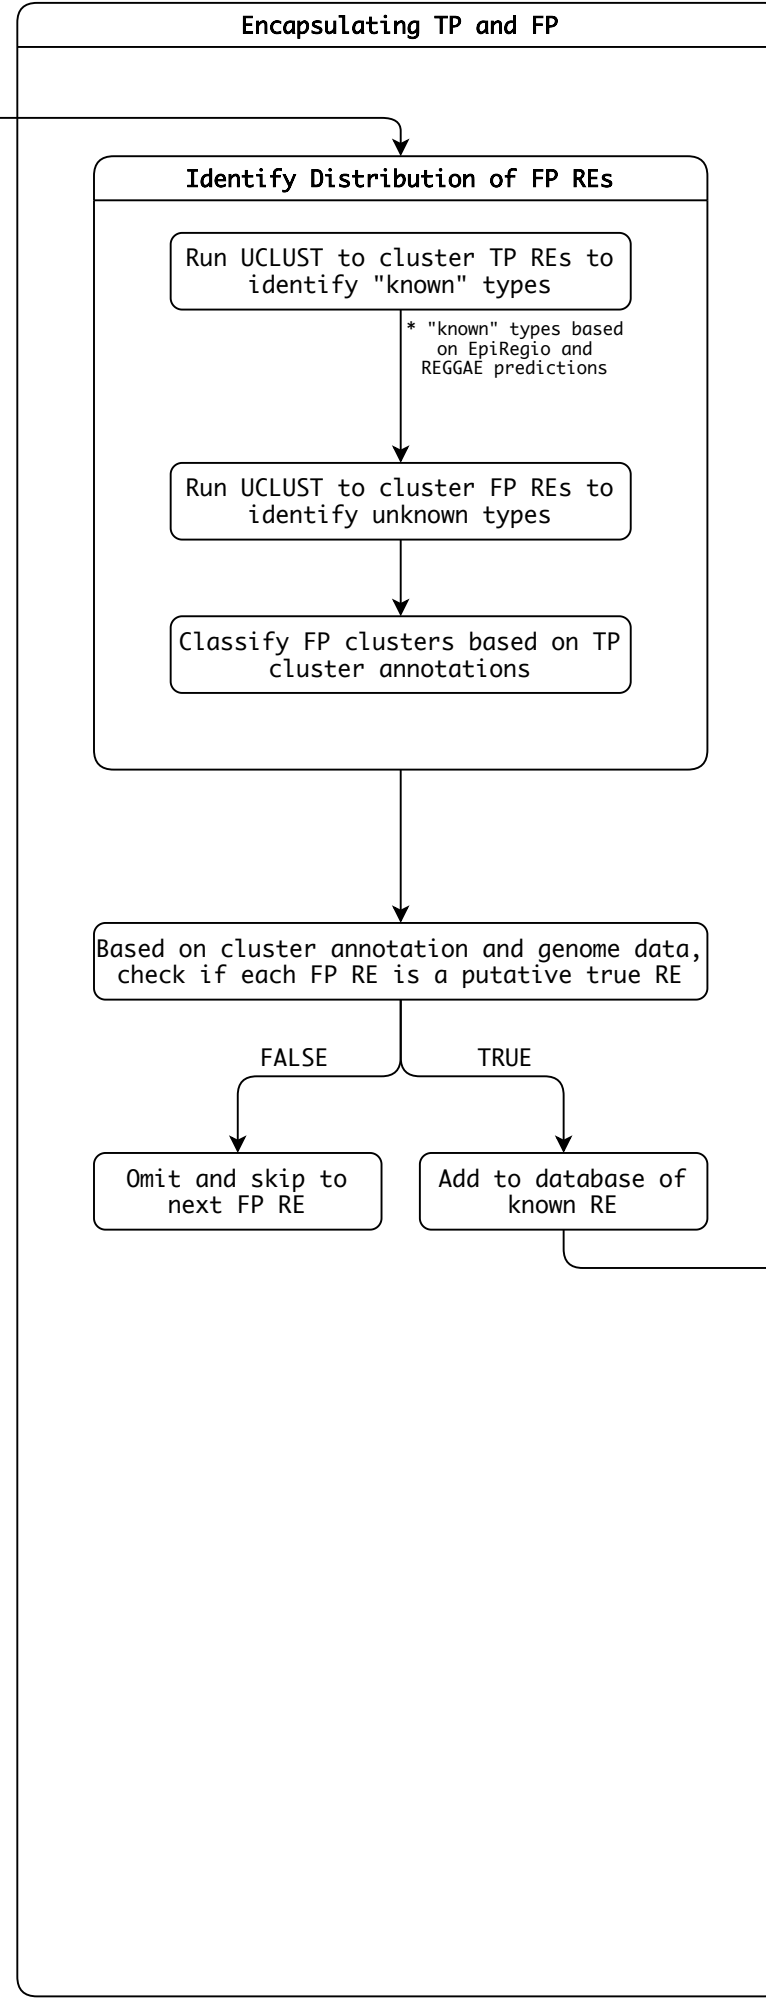 Encapsulating TP and FP
Identify Distribution of FP REs
Run UCLUST to cluster TP REs to
identify "known" types
* "known" types based
on EpiRegio and
REGGAE predictions
Run UCLUST to cluster FP REs to
identify unknown types
Classify FP clusters based on TP
cluster annotations
Based on cluster annotation and genome data,
check if each FP RE is a putative true RE
FALSE
TRUE
Omit and skip to
next FP RE
Add to database of
known RE